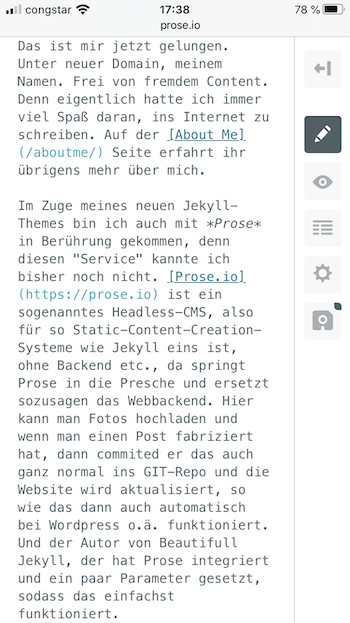 congstar 17:38 78 %
prose.io
Das ist mir jetzt gelungen.
Unter neuer Domain, meinem
Namen. Frei von fremdem Content.
Denn eigentlich hatte ich immer
viel Spaß daran, ins Internet zu
schreiben. Auf der [About Me]
(/aboutme/) Seite erfahrt ihr
übrigens mehr über mich.
Im Zuge meines neuen Jekyll-
Themes bin ich auch mit *Prose*
in Berührung gekommen, denn
diesen "Service" kannte ich
bisher noch nicht. [Prose.io]
(https://prose.io) ist ein
sogenanntes Headless-CMS, also
für so Static-Content-Creation-
Systeme wie Jekyll eins ist,
ohne Backend etc., da springt
Prose in die Presche und ersetzt
sozusagen das Webbackend. Hier
kann man Fotos hochladen und
wenn man einen Post fabriziert
hat, dann commited er das auch
ganz normal ins GIT-Repo und die
Website wird aktualisiert, so
wie das dann auch automatisch
bei Wordpress o.ä. funktioniert.
Und der Autor von Beautifull
Jekyll, der hat Prose integriert
und ein paar Parameter gesetzt,
sodass das einfachst
funktioniert.